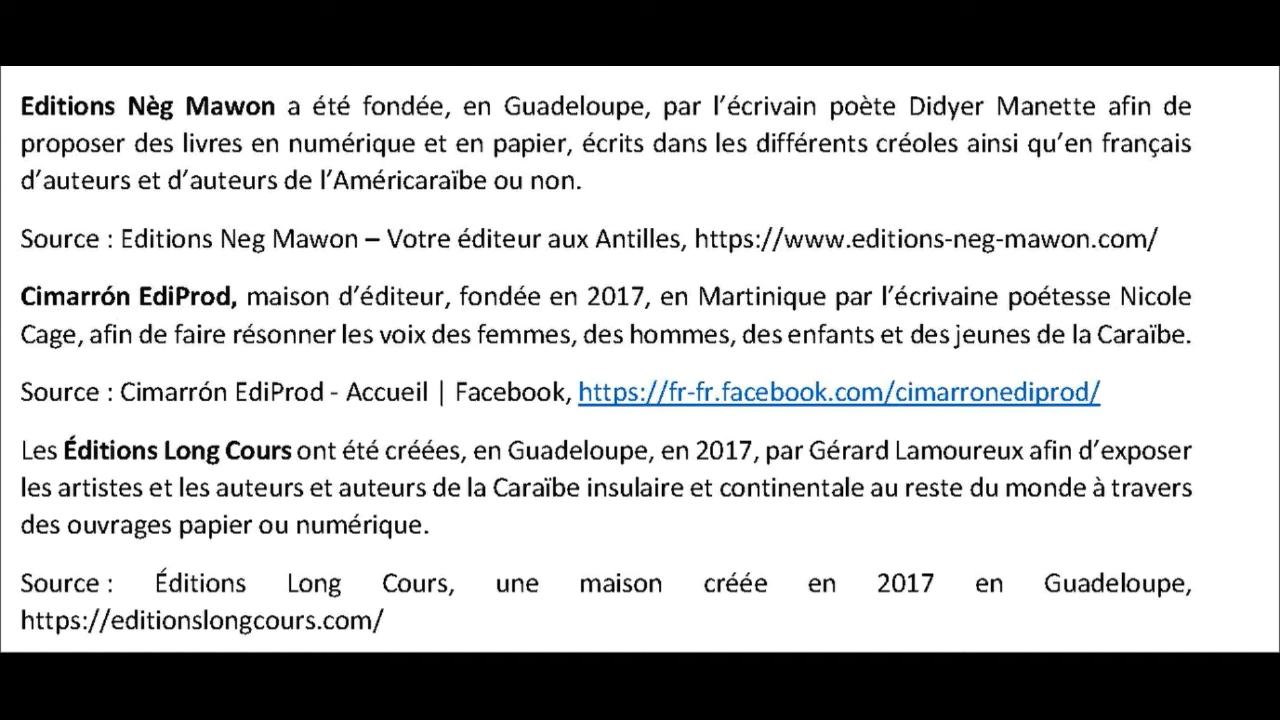 Editions Nèg Mawon a été fondée, en Guadeloupe, par l’écrivain poète Didyer Manette afin de
proposer des livres en numérique et en papier, écrits dans les différents créoles ainsi qu’en français
d’auteurs et d’auteurs de l’Américaraïbe ou non.
Source : Editions Neg Mawon – Votre éditeur aux Antilles, https://www.editions-neg-mawon.com/
Cimarrón EdiProd, maison d’éditeur, fondée en 2017, en Martinique par l’écrivaine poétesse Nicole
Cage, afin de faire résonner les voix des femmes, des hommes, des enfants et des jeunes de la Caraïbe.
Source : Cimarrón EdiProd - Accueil | Facebook, https://fr-fr.facebook.com/cimarronediprod/
Les Éditions Long Cours ont été créées, en Guadeloupe, en 2017, par Gérard Lamoureux afin d’exposer
les artistes et les auteurs et auteurs de la Caraïbe insulaire et continentale au reste du monde à travers
des ouvrages papier ou numérique.
Source : Éditions Long Cours, une maison créée en 2017 en Guadeloupe,
https://editionslongcours.com/